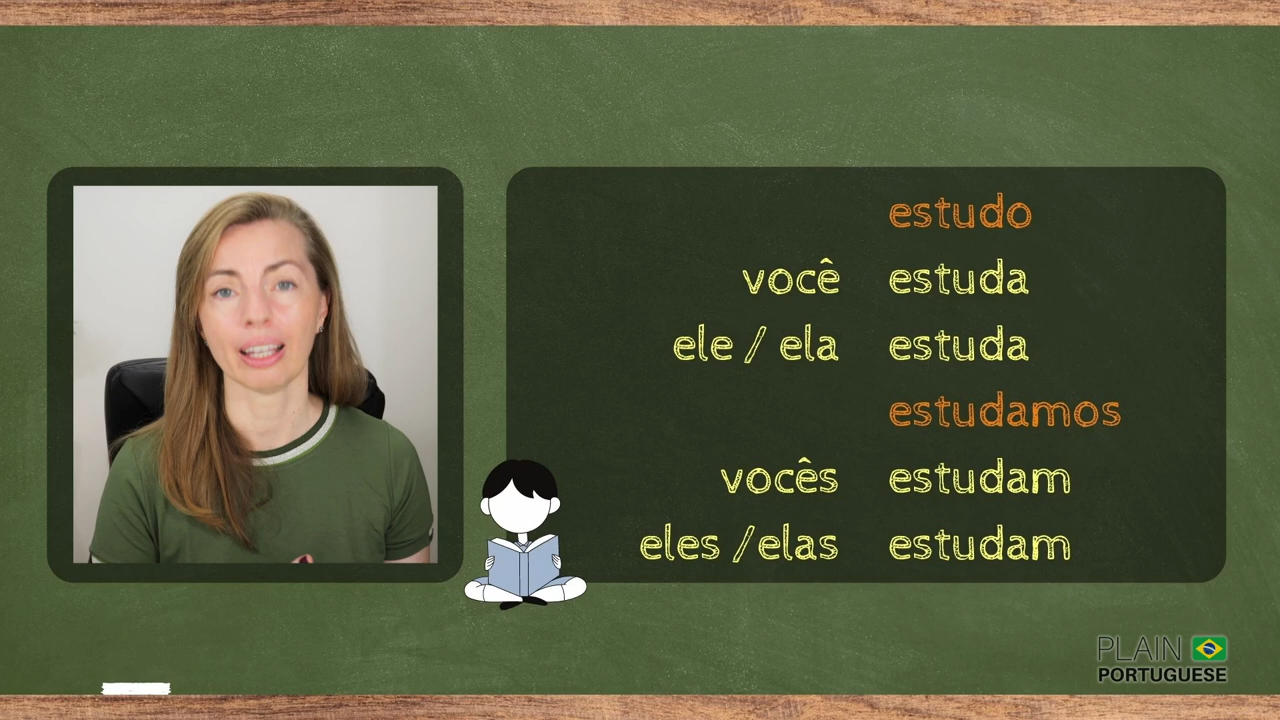 estudo
você estuda
ele / ela estuda
estudamos
vocês estudam
eles /elas estudam
PLAIN
PORTUGUESE